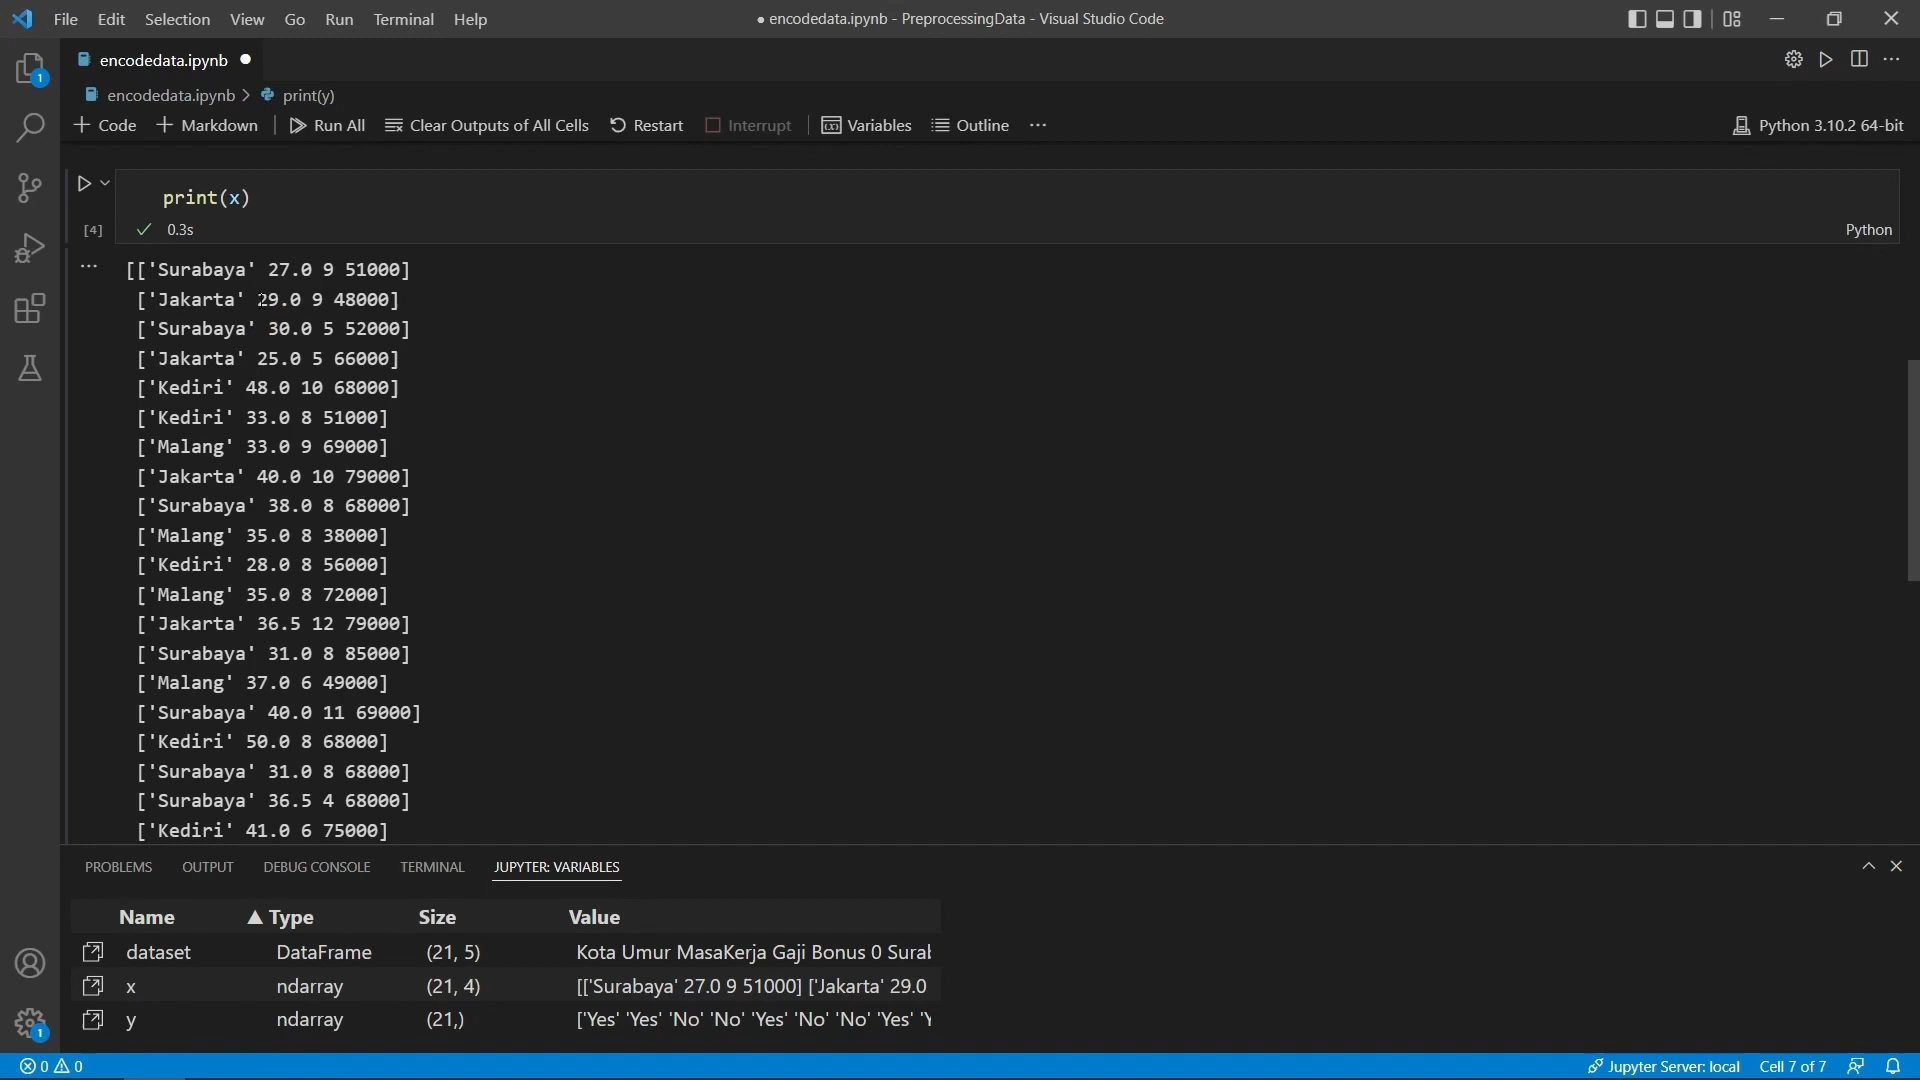 File Edit Selection View Go Run Terminal Help
● encodedata.ipynb - PreprocessingData - Visual Studio Code
encodedata.ipynb ●
encodedata.ipynb > print(y)
+ Code + Markdown Run All Clear Outputs of All Cells Restart Interrupt Variables Outline ···
Python 3.10.2 64-bit
print(x)
[4] ✓ 0.3s
Python
[['Surabaya' 27.0 9 51000]
['Jakarta' 29.0 9 48000]
['Surabaya' 30.0 5 52000]
['Jakarta' 25.0 5 66000]
['Kediri' 48.0 10 68000]
['Kediri' 33.0 8 51000]
['Malang' 33.0 9 69000]
['Jakarta' 40.0 10 79000]
['Surabaya' 38.0 8 68000]
['Malang' 35.0 8 38000]
['Kediri' 28.0 8 56000]
['Malang' 35.0 8 72000]
['Jakarta' 36.5 12 79000]
['Surabaya' 31.0 8 85000]
['Malang' 37.0 6 49000]
['Surabaya' 40.0 11 69000]
['Kediri' 50.0 8 68000]
['Surabaya' 31.0 8 68000]
['Surabaya' 36.5 4 68000]
['Kediri' 41.0 6 75000]
PROBLEMS OUTPUT DEBUG CONSOLE TERMINAL JUPYTER: VARIABLES
Name ▲ Type Size Value
dataset DataFrame (21, 5) Kota Umur MasaKerja Gaji Bonus 0 Surab
x ndarray (21, 4) [['Surabaya' 27.0 9 51000] ['Jakarta' 29.0
y ndarray (21,) ['Yes' 'Yes' 'No' 'No' 'Yes' 'No' 'No' 'Yes' 'Y
1
1
0 0
Jupyter Server: local Cell 7 of 7